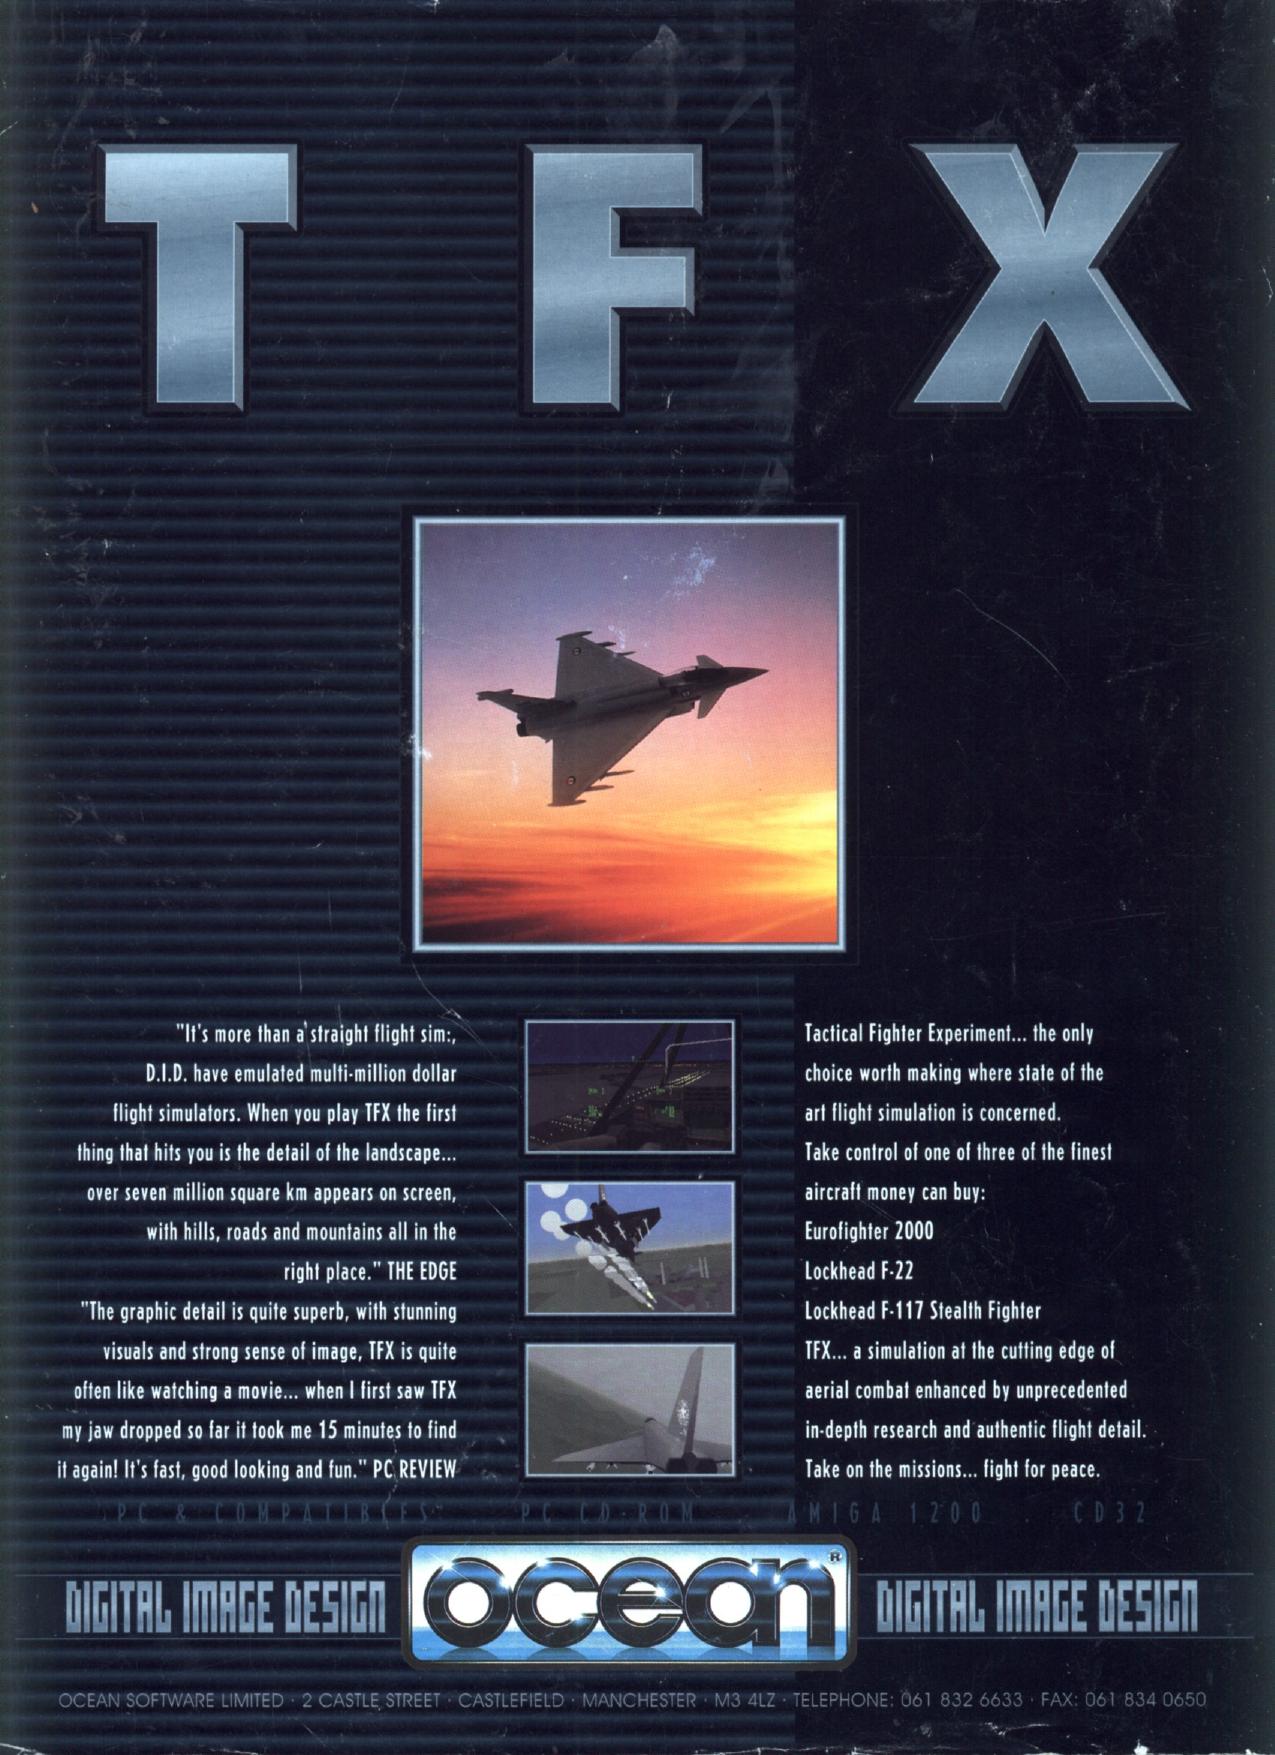 T F X
"It's more than a straight flight sim:,
D.I.D. have emulated multi-million dollar
flight simulators. When you play TFX the first
thing that hits you is the detail of the landscape...
over seven million square km appears on screen,
with hills, roads and mountains all in the
right place." THE EDGE
"The graphic detail is quite superb, with stunning
visuals and strong sense of image, TFX is quite
often like watching a movie... when I first saw TFX
my jaw dropped so far it took me 15 minutes to find
it again! It's fast, good looking and fun." PC REVIEW
Tactical Fighter Experiment... the only
choice worth making where state of the
art flight simulation is concerned.
Take control of one of three of the finest
aircraft money can buy:
Eurofighter 2000
Lockhead F-22
Lockhead F-117 Stealth Fighter
TFX... a simulation at the cutting edge of
aerial combat enhanced by unprecedented
in-depth research and authentic flight detail.
Take on the missions... fight for peace.
PC & COMPATIBLES . PC CD-ROM . AMIGA 1200 . CD32
DIGITAL IMAGE DESIGN
ocean®
DIGITAL IMAGE DESIGN
OCEAN SOFTWARE LIMITED · 2 CASTLE STREET · CASTLEFIELD · MANCHESTER · M3 4LZ · TELEPHONE: 061 832 6633 · FAX: 061 834 0650